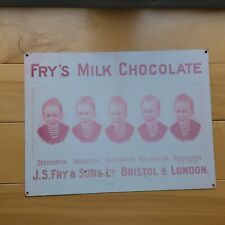 FRY'S MILK CHOCOLATE
DESPERATION. PACIFICATION. EXPECTATION. ACCLAMATION. REALIZATION.
J.S. FRY & SONS LTD BRISTOL & LONDON.